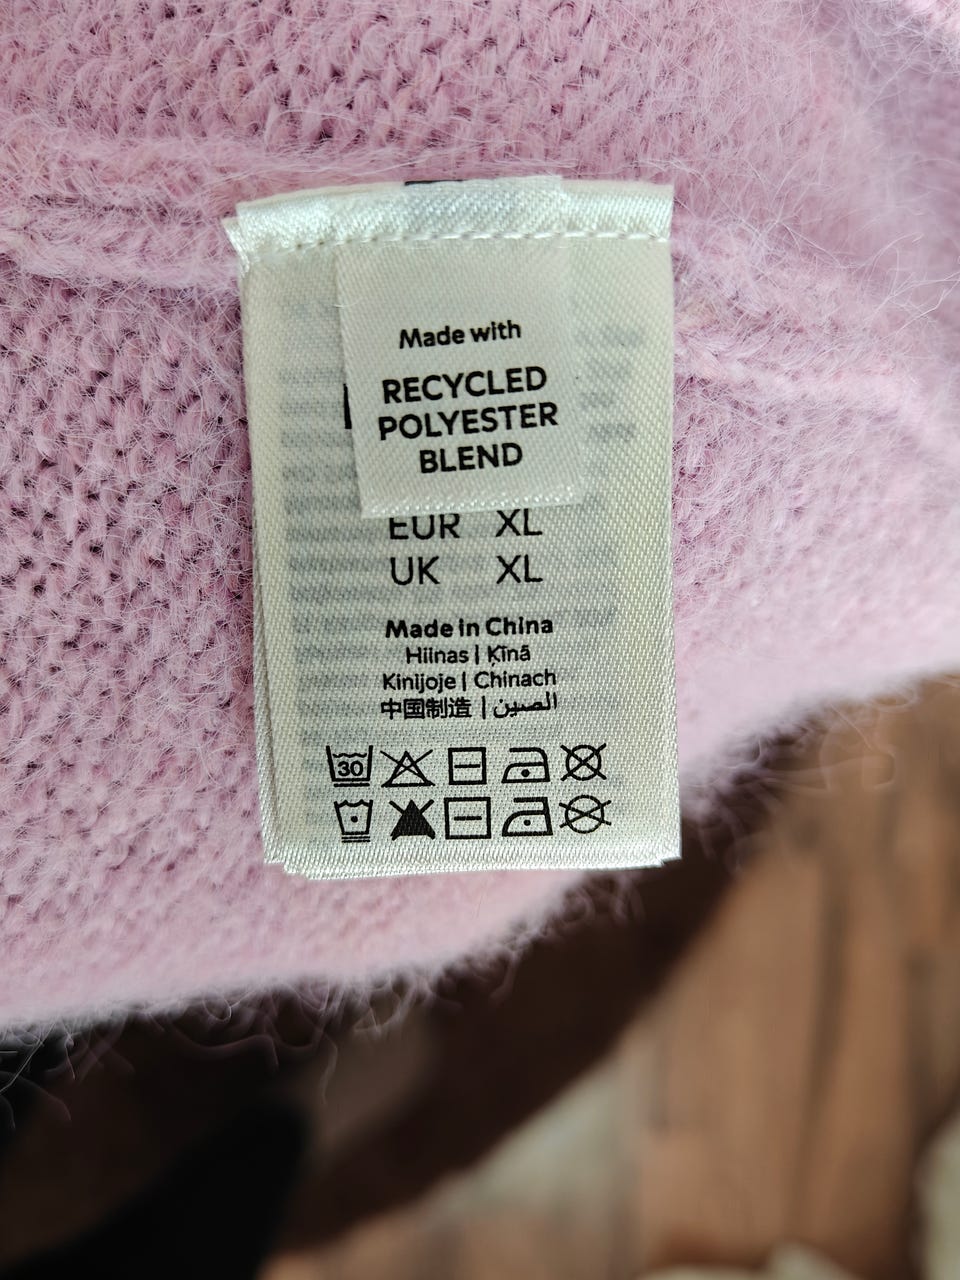 Made with
RECYCLED
POLYESTER
BLEND
EUR XL
UK XL
Made in China
Hiinas | Ķīnā
Kinijoje | Chinach
中国制造 | الصين
30